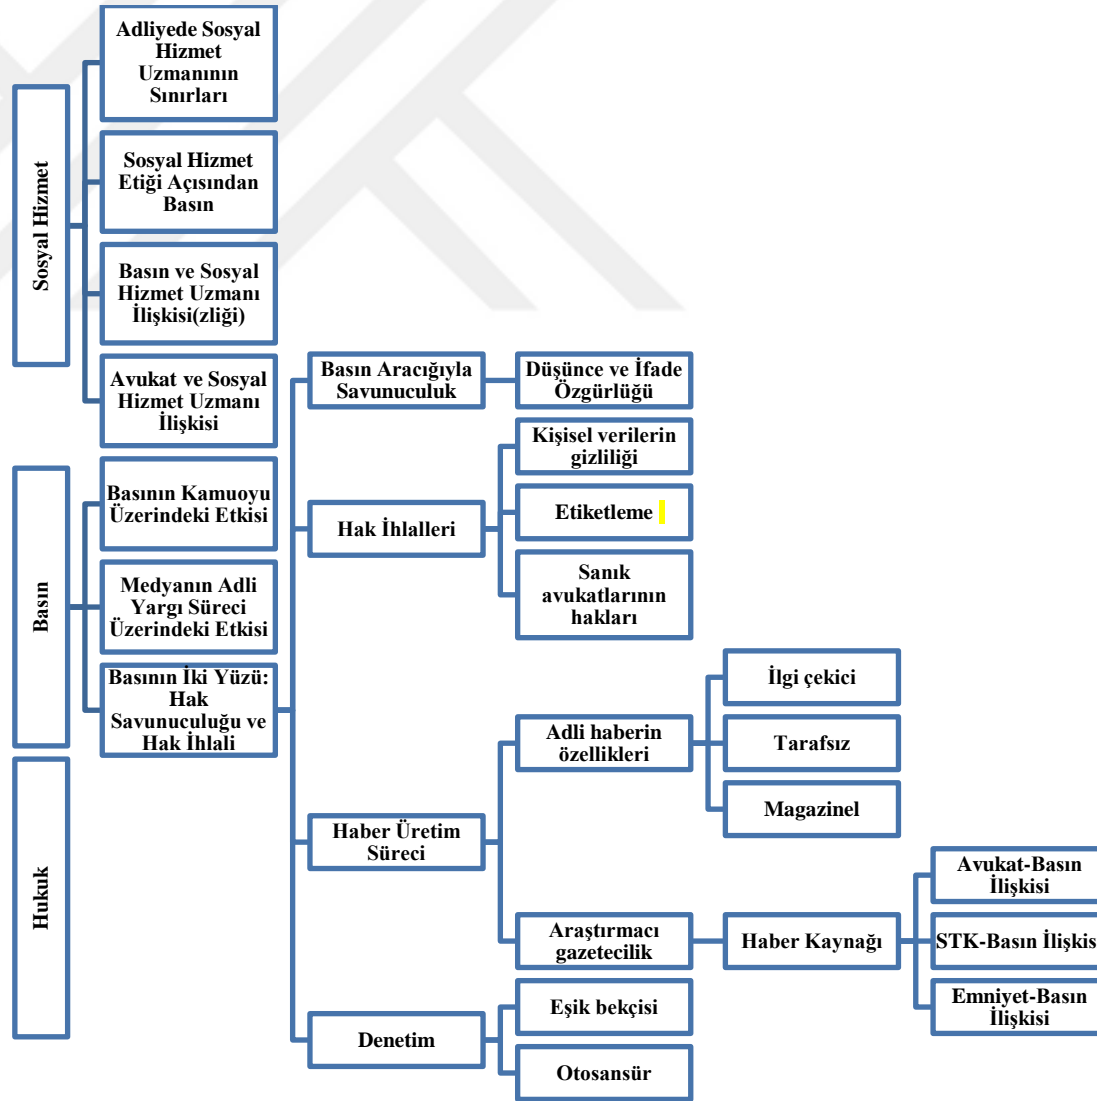 Sosyal Hizmet
Adliyede Sosyal
Hizmet
Uzmanının
Sınırları
Sosyal Hizmet
Etiği Açısından
Basın
Basın ve Sosyal
Hizmet Uzmanı
İlişkisi(zliği)
Avukat ve Sosyal
Hizmet Uzmanı
İlişkisi
Basın
Basının Kamuoyu
Üzerindeki Etkisi
Medyanın Adli
Yargı Süreci
Üzerindeki Etkisi
Basının İki Yüzü:
Hak
Savunuculuğu ve
Hak İhlali
Basın Aracığıyla
Savunuculuk
Düşünce ve İfade
Özgürlüğü
Hak İhlalleri
Kişisel verilerin
gizliliği
Etiketleme
Sanık
avukatlarının
hakları
Haber Üretim
Süreci
Adli haberin
özellikleri
İlgi çekici
Tarafsız
Magazinel
Araştırmacı
gazetecilik
Haber Kaynağı
Avukat-Basın
İlişkisi
STK-Basın İlişkis
Emniyet-Basın
İlişkisi
Denetim
Eşik bekçisi
Otosansür
Hukuk